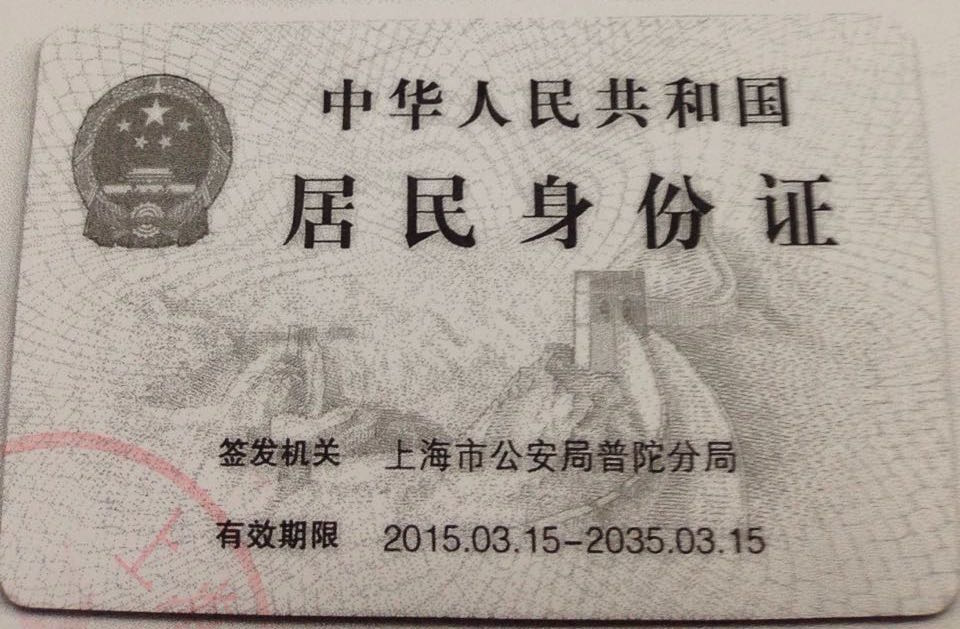 中华人民共和国
居民身份证
签发机关 上海市公安局普陀分局
有效期限 2015.03.15-2035.03.15
上